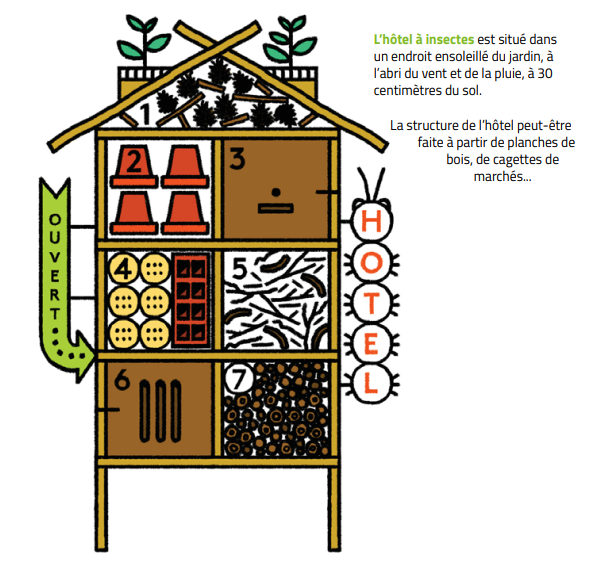 L'hôtel à insectes est situé dans
un endroit ensoleillé du jardin, à
l'abri du vent et de la pluie, à 30
centimètres du sol.
La structure de l'hôtel peut-être
faite à partir de planches de
bois, de cagettes de
marchés...
1
2
3
4
5
6
7
OUVERT
HOTEL